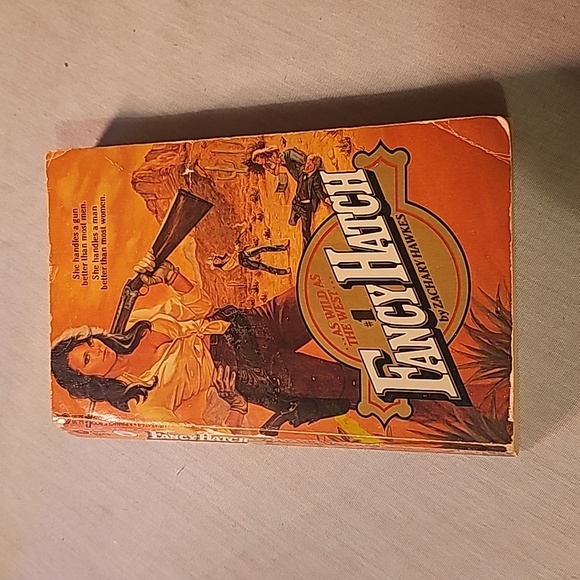 She handles a gun
better than most men.
She handles a man
better than most women.
...AS WILD AS
THE WEST...
#1
FANCY HATCH
by ZACHARY HAWKES
FANCY HATCH